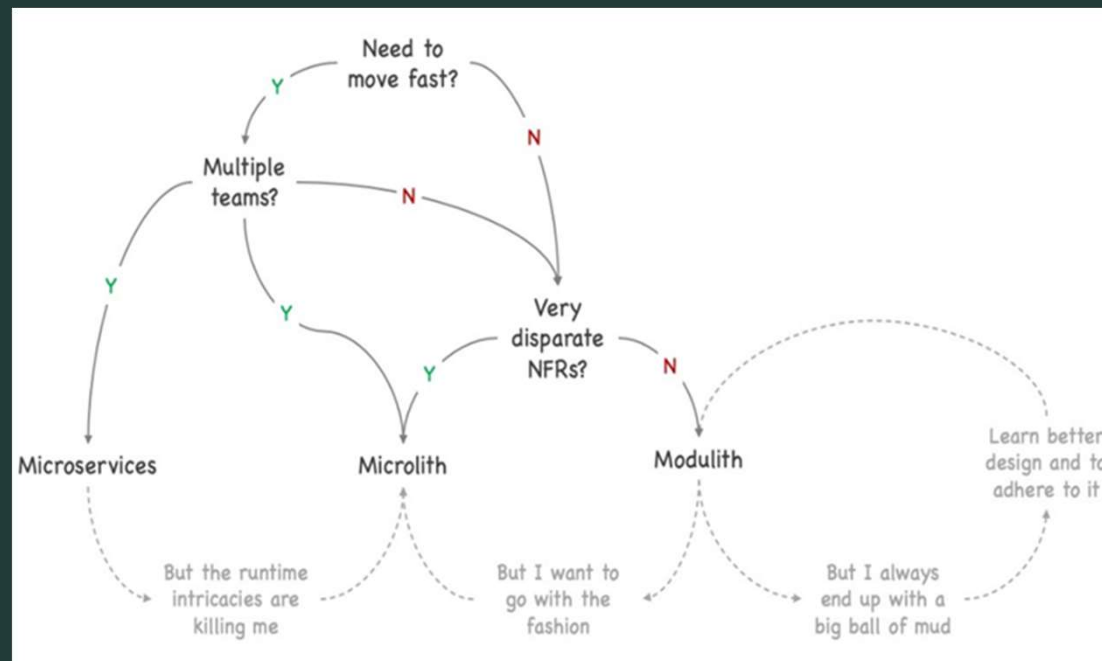 Need to
move fast?
Y
N
Multiple
teams?
N
Y
Y
Very
disparate
NFRs?
Y
N
Microservices
Microlith
Modulith
Learn better
design and to
adhere to it
But the runtime
intricacies are
killing me
But I want to
go with the
fashion
But I always
end up with a
big ball of mud